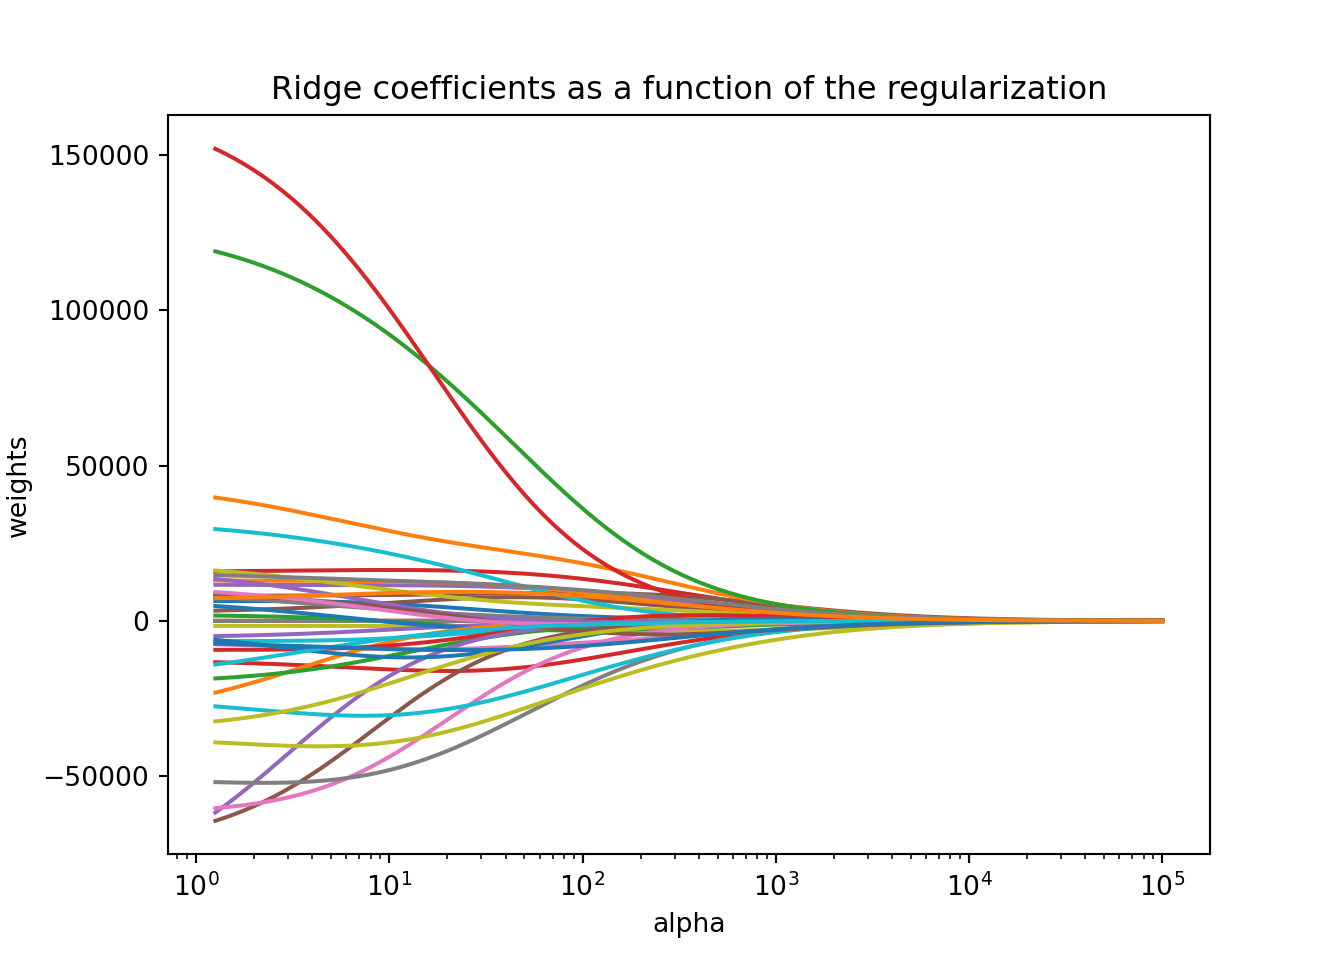 Ridge coefficients as a function of the regularization
150000
100000
50000
0
−50000
weights
10⁰ 10¹ 10² 10³ 10⁴ 10⁵
alpha